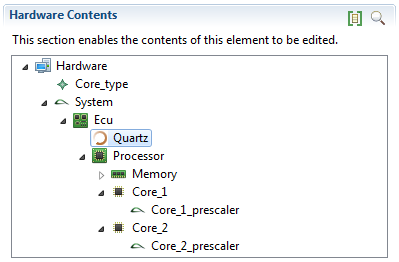 Hardware Contents
This section enables the contents of this element to be edited.
Hardware
Core_type
System
Ecu
Quartz
Processor
Memory
Core_1
Core_1_prescaler
Core_2
Core_2_prescaler